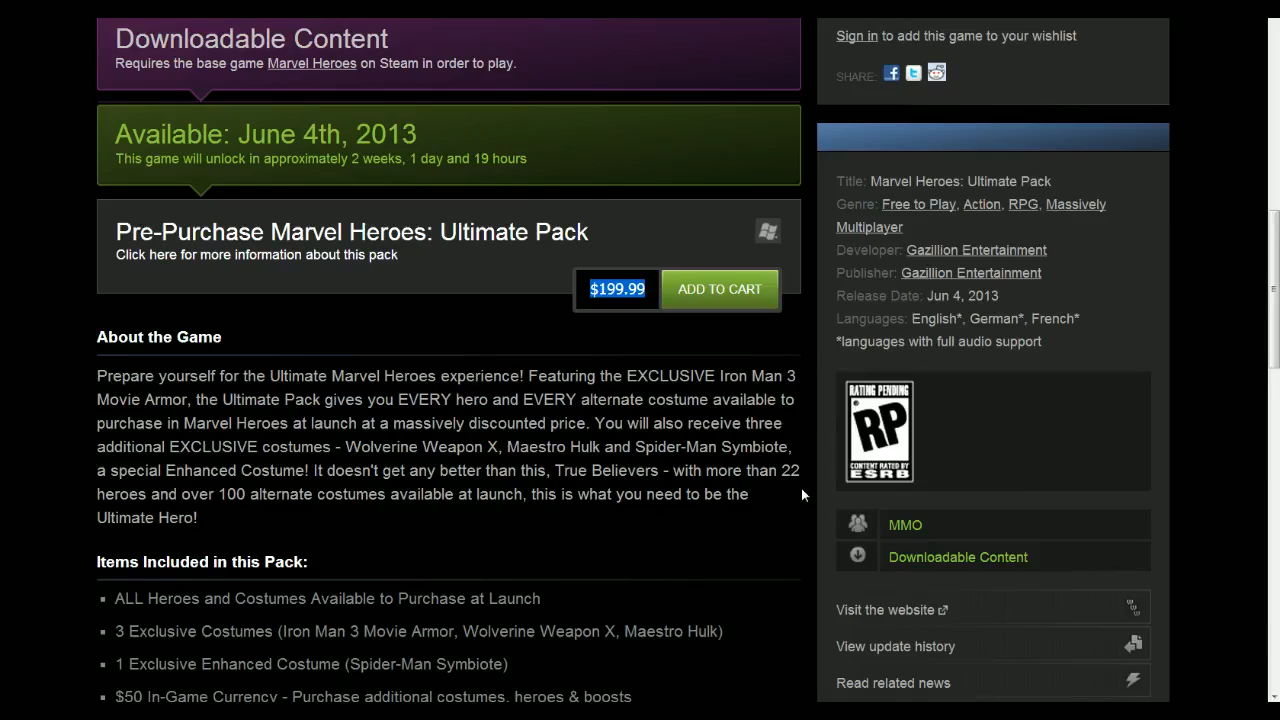 Downloadable Content
Requires the base game Marvel Heroes on Steam in order to play.
Available: June 4th, 2013
This game will unlock in approximately 2 weeks, 1 day and 19 hours
Pre-Purchase Marvel Heroes: Ultimate Pack
Click here for more information about this pack
$199.99
ADD TO CART
About the Game
Prepare yourself for the Ultimate Marvel Heroes experience! Featuring the EXCLUSIVE Iron Man 3
Movie Armor, the Ultimate Pack gives you EVERY hero and EVERY alternate costume available to
purchase in Marvel Heroes at launch at a massively discounted price. You will also receive three
additional EXCLUSIVE costumes - Wolverine Weapon X, Maestro Hulk and Spider-Man Symbiote,
a special Enhanced Costume! It doesn't get any better than this, True Believers - with more than 22
heroes and over 100 alternate costumes available at launch, this is what you need to be the
Ultimate Hero!
Items Included in this Pack:
ALL Heroes and Costumes Available to Purchase at Launch
3 Exclusive Costumes (Iron Man 3 Movie Armor, Wolverine Weapon X, Maestro Hulk)
1 Exclusive Enhanced Costume (Spider-Man Symbiote)
$50 In-Game Currency - Purchase additional costumes, heroes & boosts
Sign in to add this game to your wishlist
SHARE:
Title: Marvel Heroes: Ultimate Pack
Genre: Free to Play, Action, RPG, Massively
Multiplayer
Developer: Gazillion Entertainment
Publisher: Gazillion Entertainment
Release Date: Jun 4, 2013
Languages: English*, German*, French*
*languages with full audio support
RATING PENDING
RP
CONTENT RATED BY
ESRB
MMO
Downloadable Content
Visit the website
View update history
Read related news